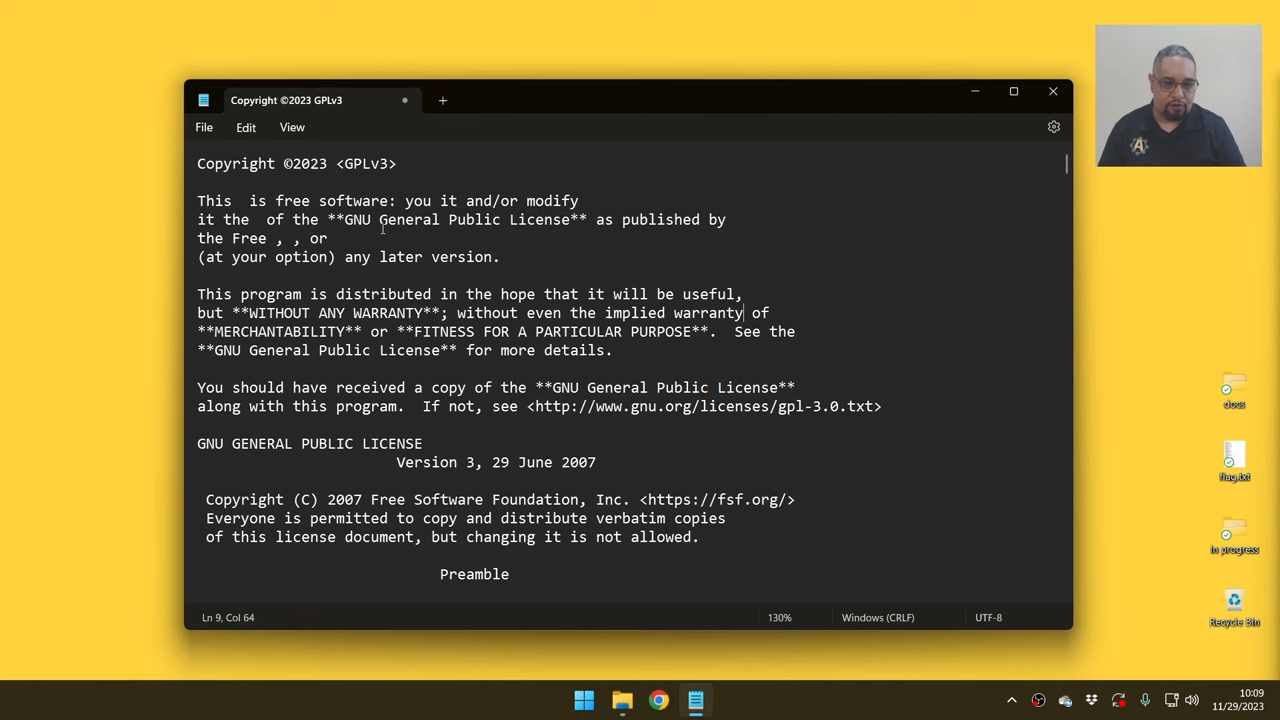 Copyright ©2023 GPLv3
File Edit View
Copyright ©2023 <GPLv3>
This  is free software: you it and/or modify
it the  of the **GNU General Public License** as published by
the Free , , or
(at your option) any later version.
This program is distributed in the hope that it will be useful,
but **WITHOUT ANY WARRANTY**; without even the implied warranty of
**MERCHANTABILITY** or **FITNESS FOR A PARTICULAR PURPOSE**.  See the
**GNU General Public License** for more details.
You should have received a copy of the **GNU General Public License**
along with this program.  If not, see <http://www.gnu.org/licenses/gpl-3.0.txt>
GNU GENERAL PUBLIC LICENSE
Version 3, 29 June 2007
Copyright (C) 2007 Free Software Foundation, Inc. <https://fsf.org/>
Everyone is permitted to copy and distribute verbatim copies
of this license document, but changing it is not allowed.
Preamble
Ln 9, Col 64 130% Windows (CRLF) UTF-8
docs
flag.txt
In progress
Recycle Bin
10:09
11/29/2023
A